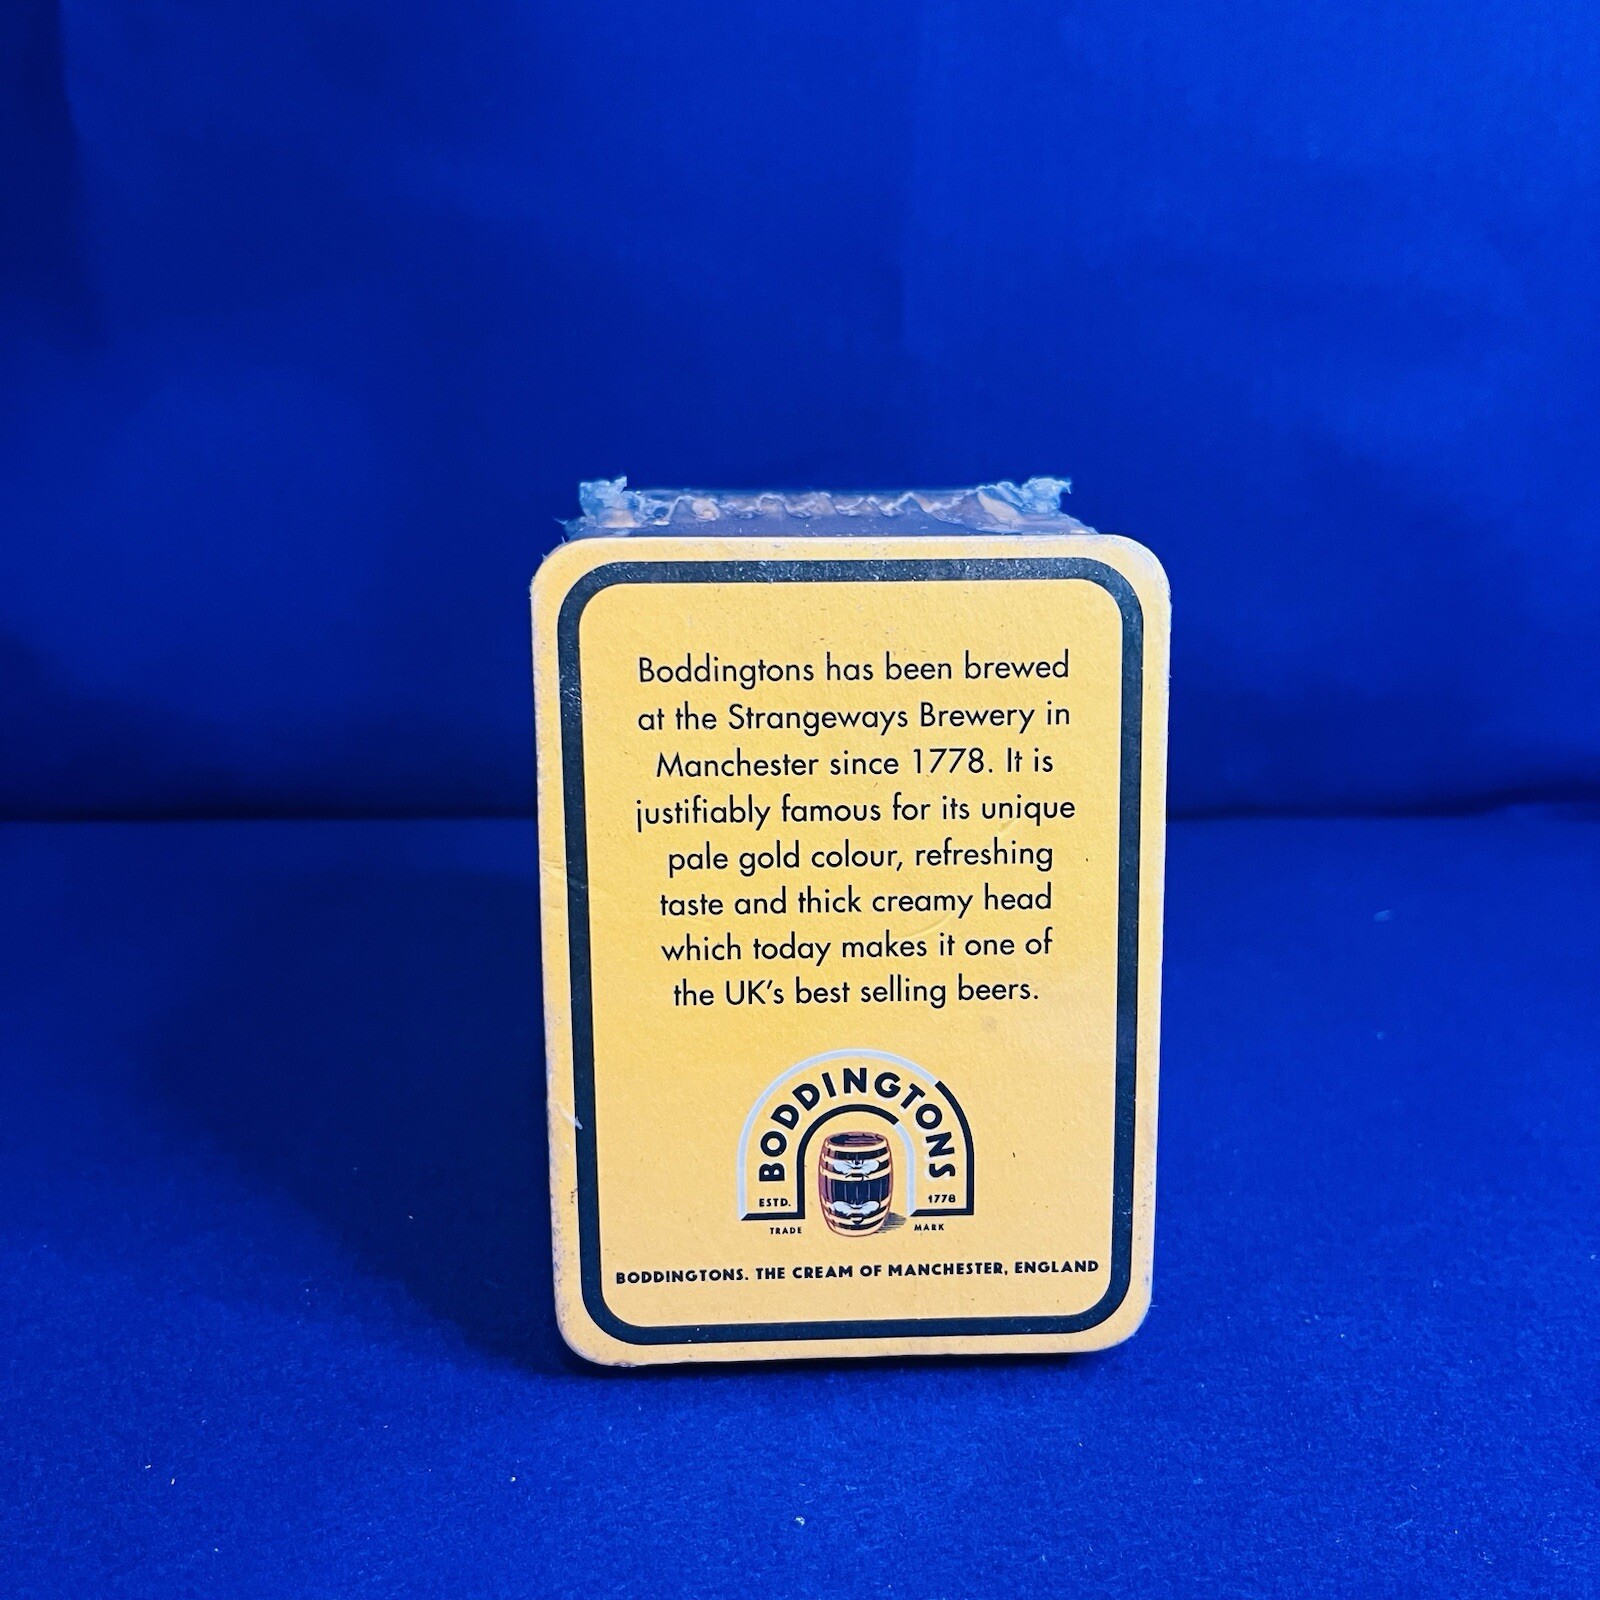 Boddingtons has been brewed
at the Strangeways Brewery in
Manchester since 1778. It is
justifiably famous for its unique
pale gold colour, refreshing
taste and thick creamy head
which today makes it one of
the UK's best selling beers.
BODDINGTONS
ESTD. 1778
TRADE MARK
BODDINGTONS. THE CREAM OF MANCHESTER, ENGLAND